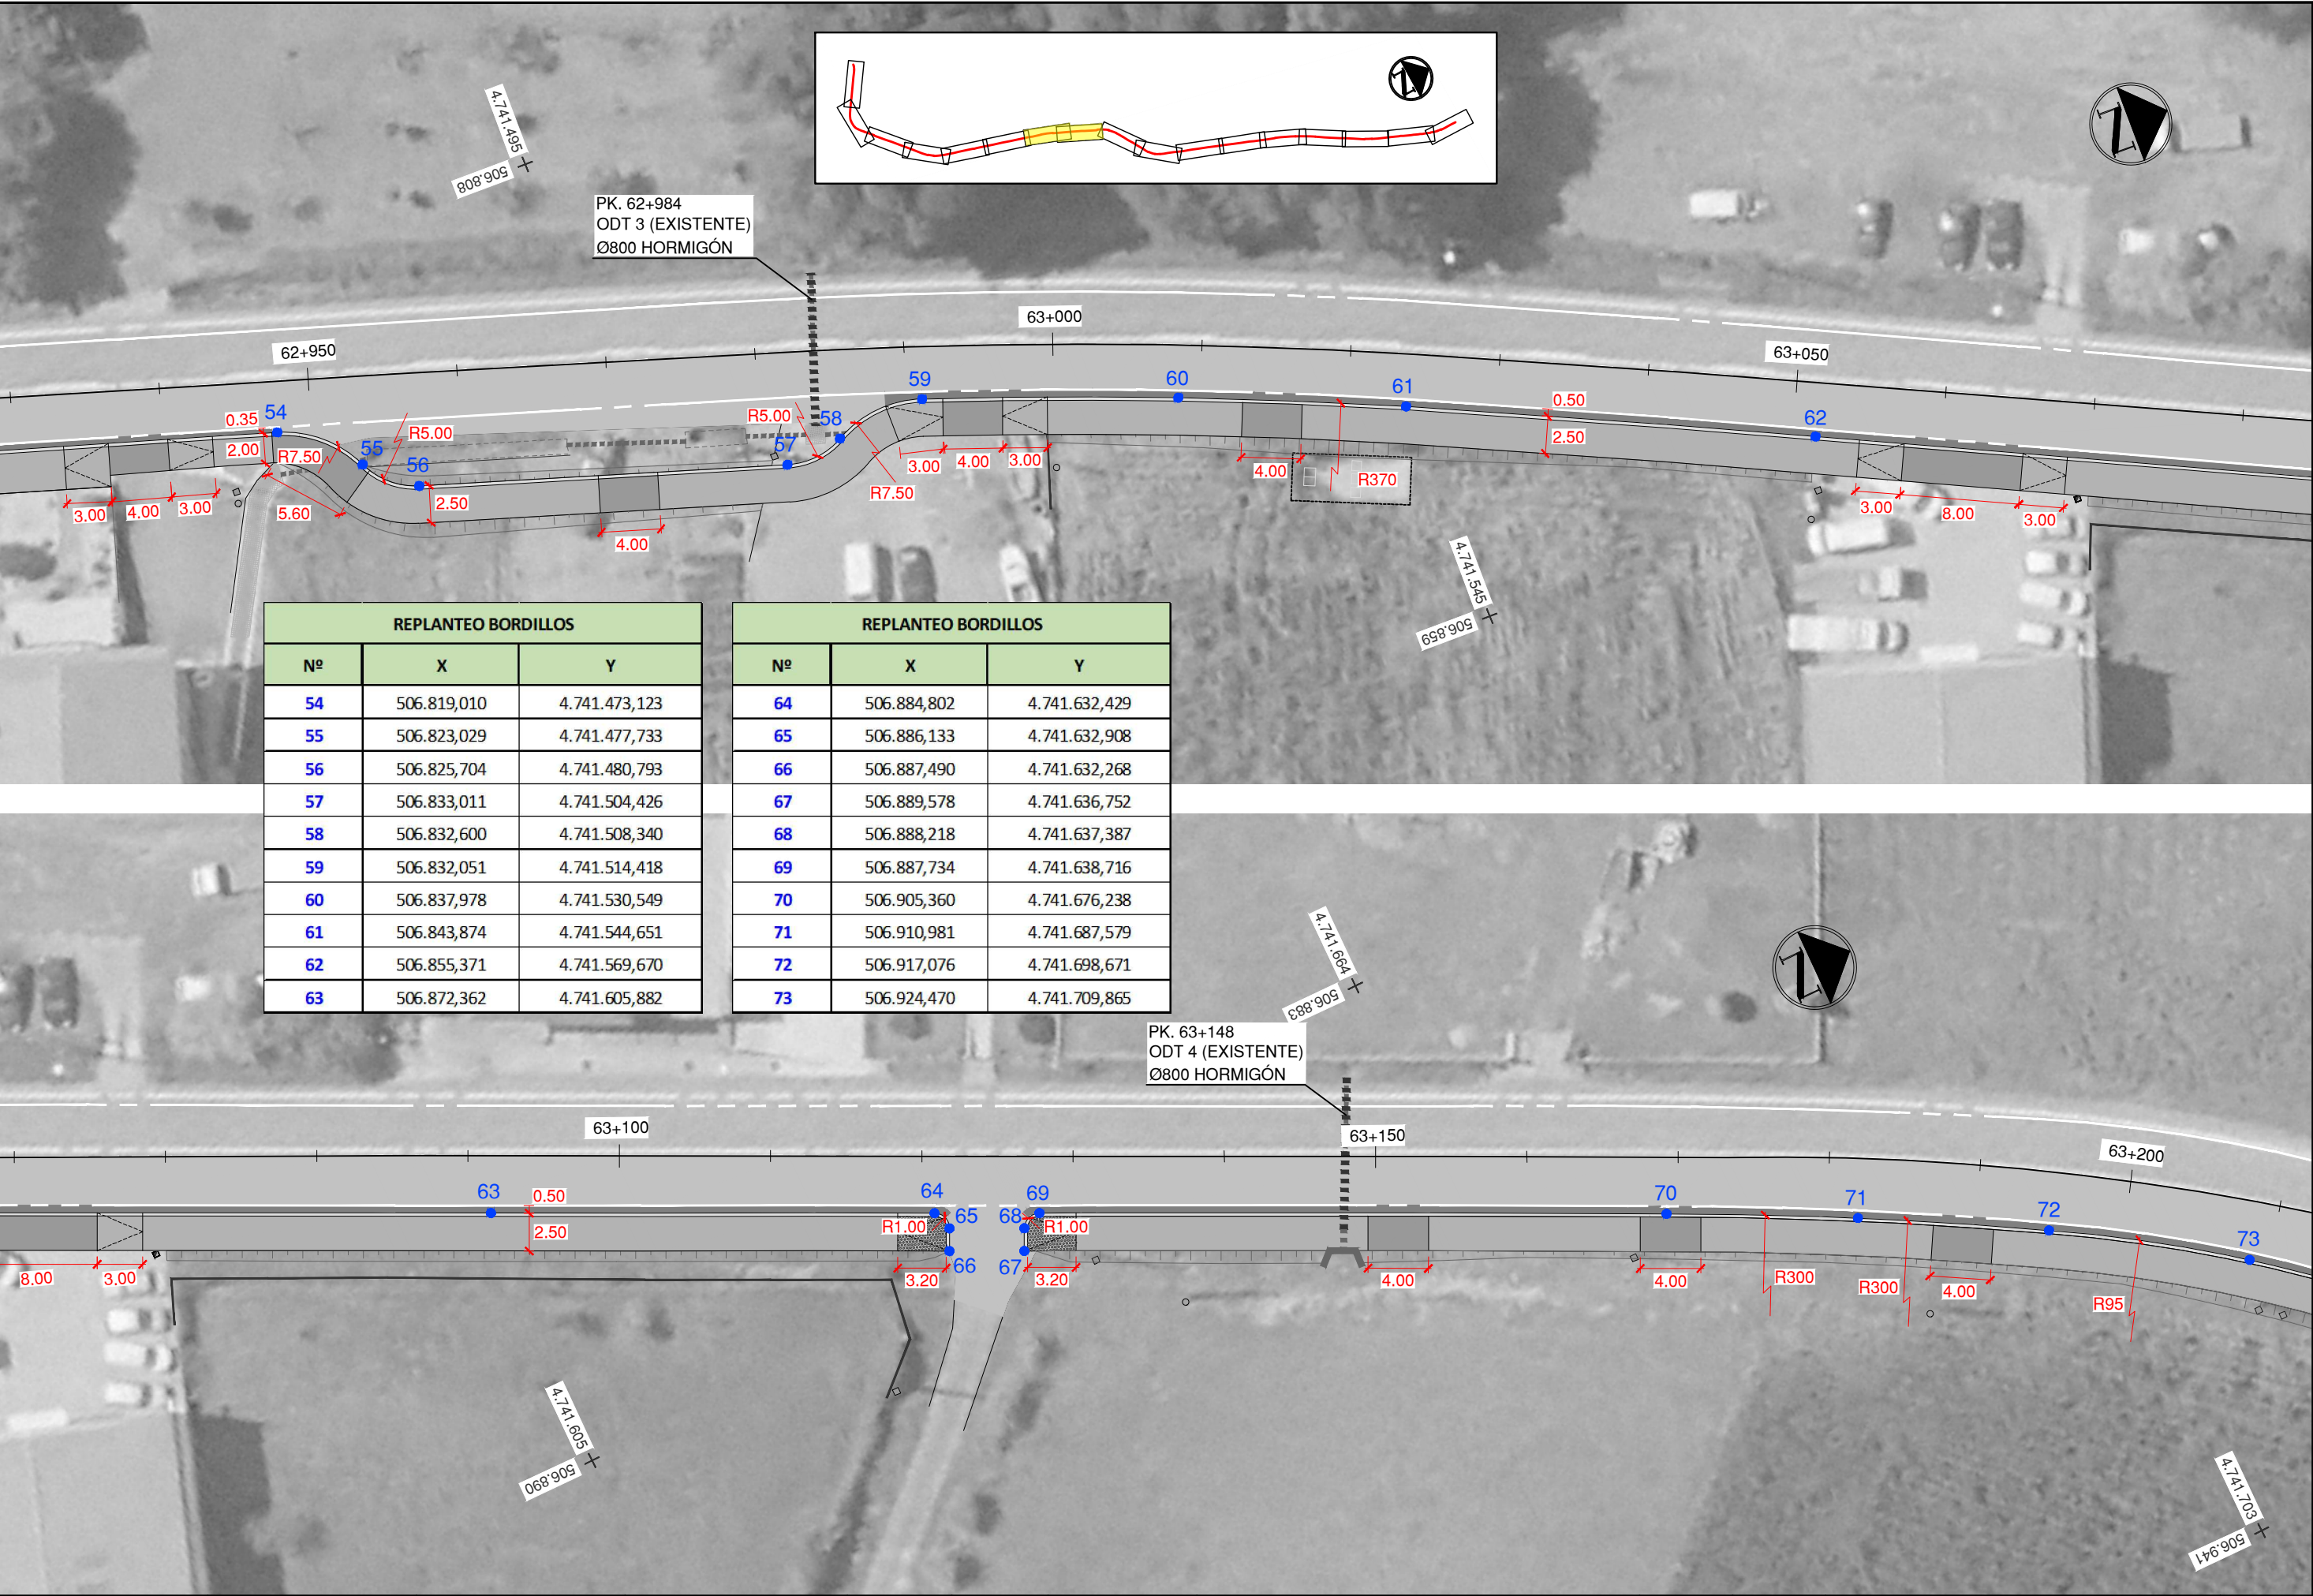 4.741.495
506.808
PK. 62+984
ODT 3 (EXISTENTE)
Ø800 HORMIGÓN
62+950
63+000
63+050
54
55
56
57
58
59
60
61
62
0.35
2.00
R7.50
R5.00
R5.00
R7.50
0.50
2.50
2.50
3.00
4.00
3.00
5.60
4.00
3.00
4.00
3.00
4.00
R370
3.00
8.00
3.00
4.741.545
506.859
REPLANTEO BORDILLOS
Nº X Y
54 506.819,010 4.741.473,123
55 506.823,029 4.741.477,733
56 506.825,704 4.741.480,793
57 506.833,011 4.741.504,426
58 506.832,600 4.741.508,340
59 506.832,051 4.741.514,418
60 506.837,978 4.741.530,549
61 506.843,874 4.741.544,651
62 506.855,371 4.741.569,670
63 506.872,362 4.741.605,882
REPLANTEO BORDILLOS
Nº X Y
64 506.884,802 4.741.632,429
65 506.886,133 4.741.632,908
66 506.887,490 4.741.632,268
67 506.889,578 4.741.636,752
68 506.888,218 4.741.637,387
69 506.887,734 4.741.638,716
70 506.905,360 4.741.676,238
71 506.910,981 4.741.687,579
72 506.917,076 4.741.698,671
73 506.924,470 4.741.709,865
4.741.664
506.883
PK. 63+148
ODT 4 (EXISTENTE)
Ø800 HORMIGÓN
63+100
63+150
63+200
63
64
65
66
67
68
69
70
71
72
73
0.50
2.50
R1.00
R1.00
8.00
3.00
3.20
3.20
4.00
4.00
R300
R300
4.00
R95
4.741.605
506.890
4.741.703
506.941